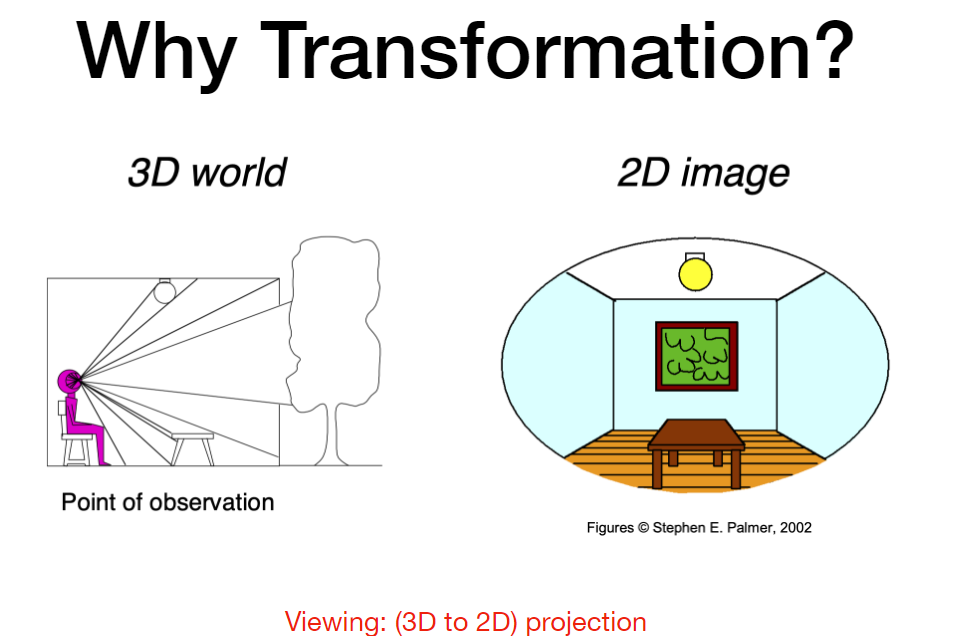 Why Transformation?
3D world
2D image
Point of observation
Figures © Stephen E. Palmer, 2002
Viewing: (3D to 2D) projection